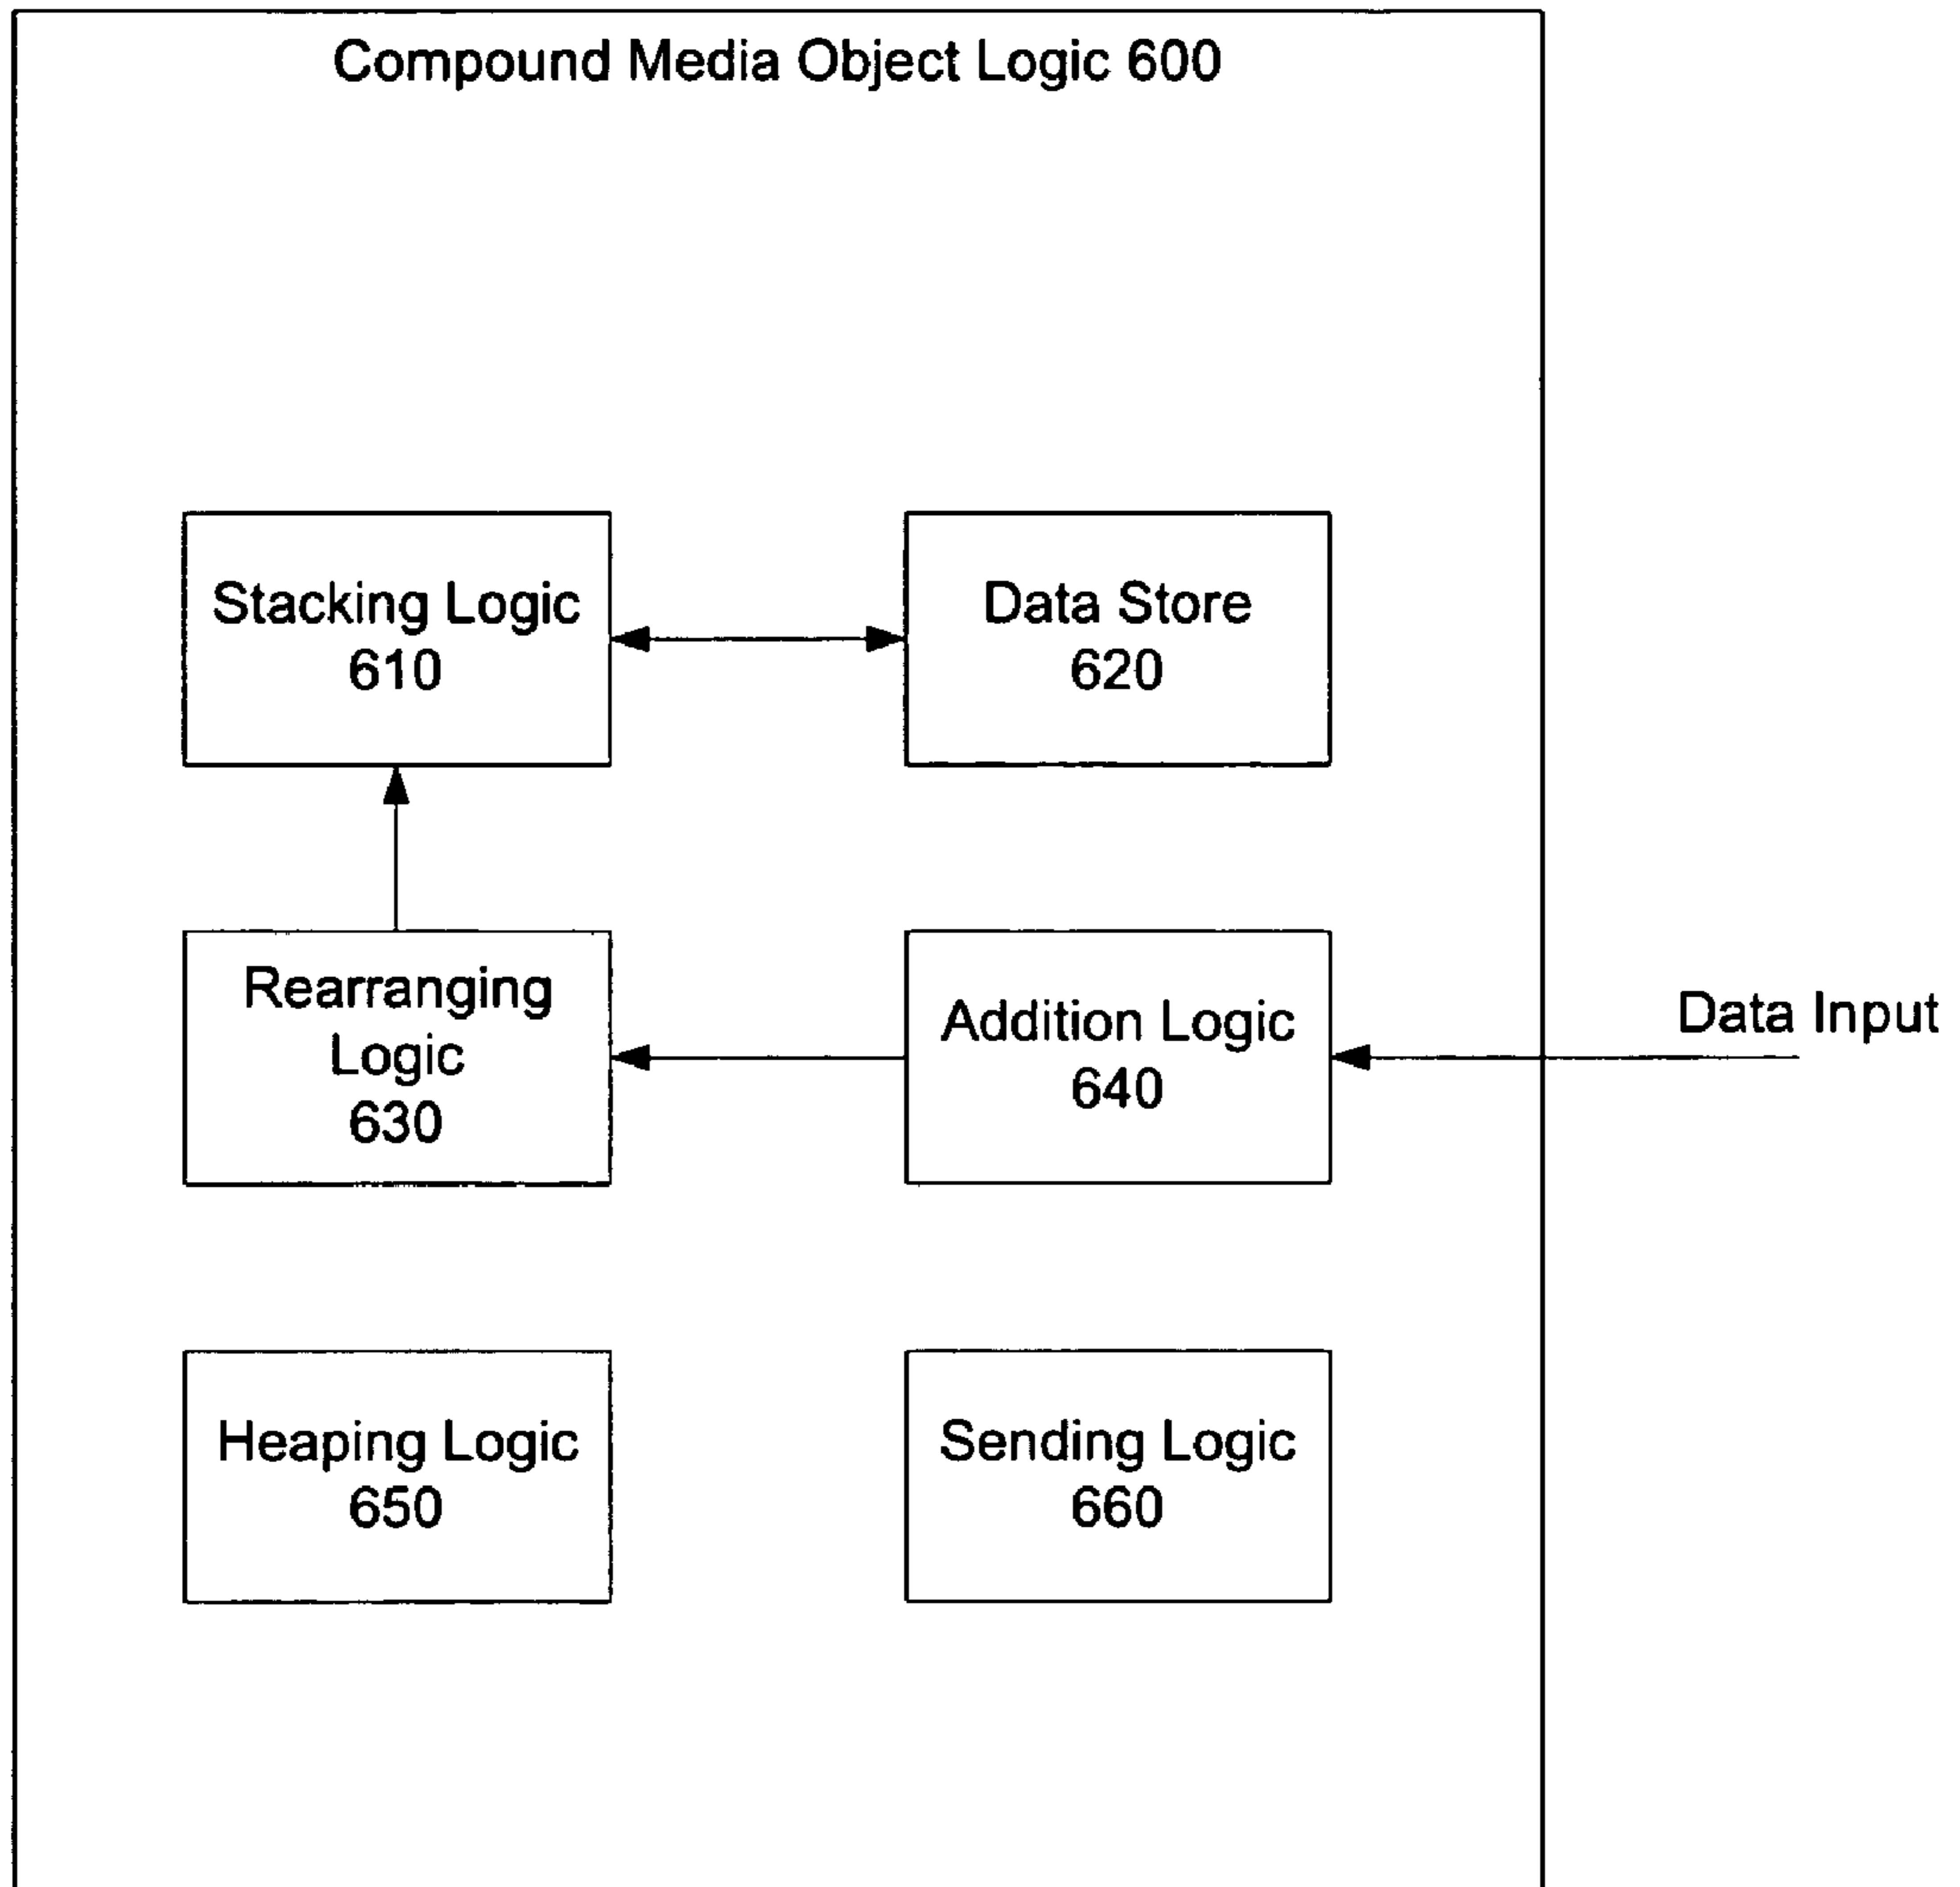 Compound Media Object Logic 600
Stacking Logic
610
Data Store
620
Rearranging
Logic
630
Addition Logic
640
Data Input
Heaping Logic
650
Sending Logic
660